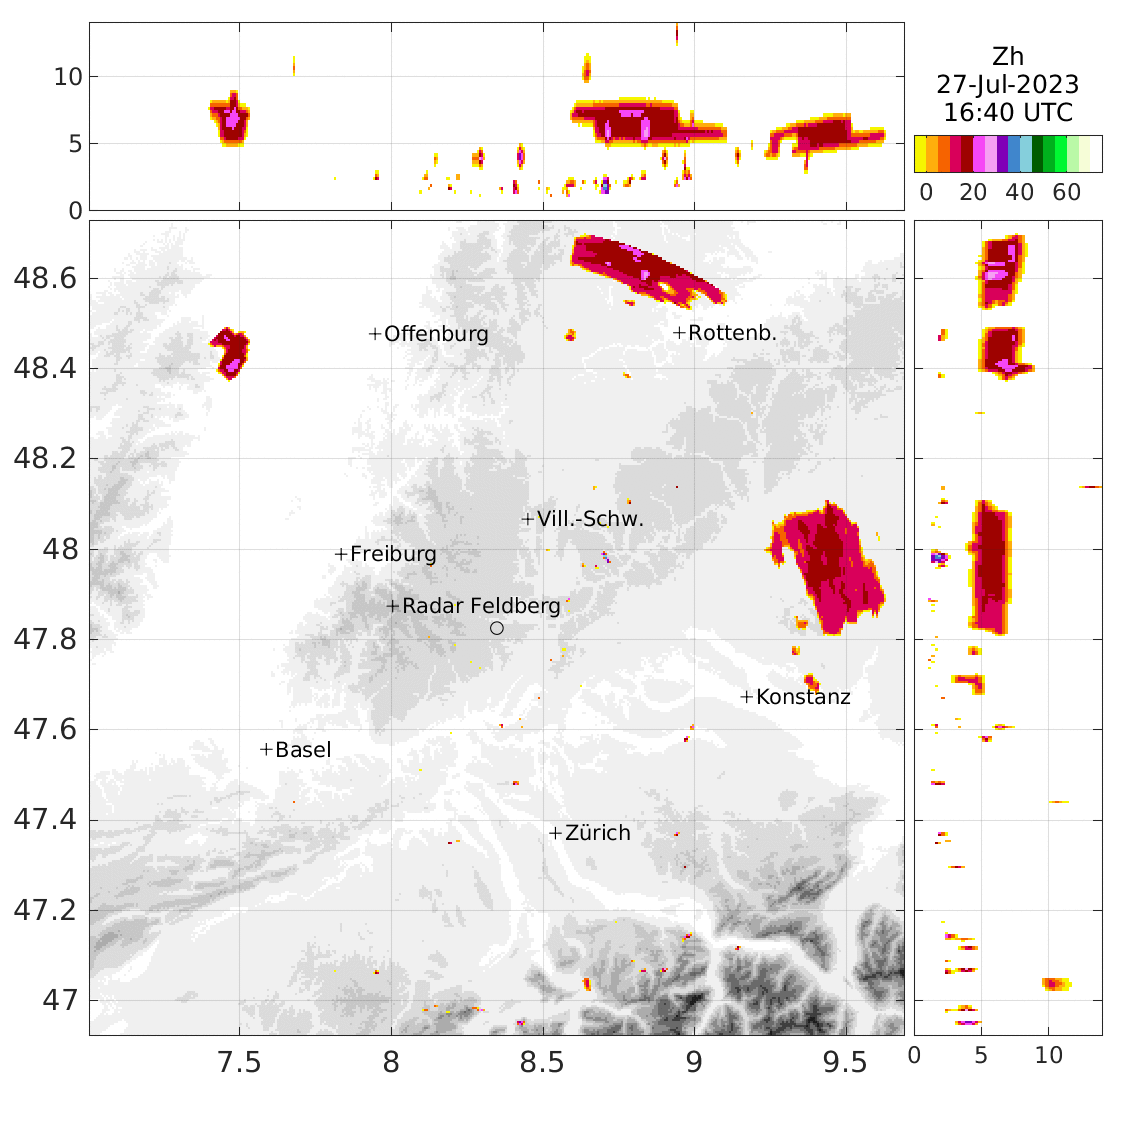 Zh
27-Jul-2023
16:40 UTC
0 20 40 60
10
5
0
48.6
48.4
48.2
48
47.8
47.6
47.4
47.2
47
+Offenburg
+Rottenb.
+Vill.-Schw.
+Freiburg
+Radar Feldberg
+Konstanz
+Basel
+Zürich
7.5 8 8.5 9 9.5
0 5 10